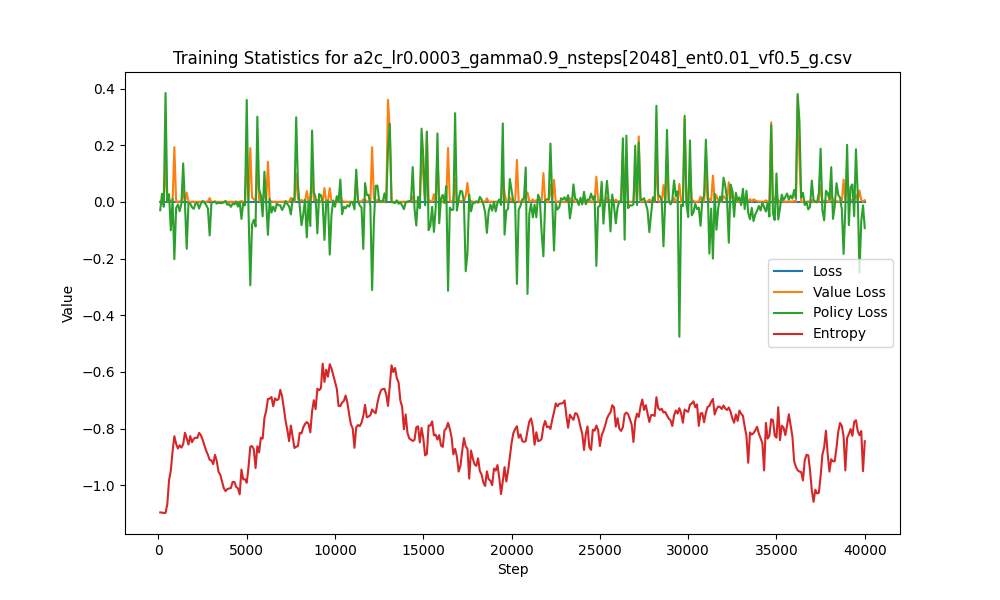 Training Statistics for a2c_lr0.0003_gamma0.9_nsteps[2048]_ent0.01_vf0.5_g.csv
0.4
0.2
0.0
−0.2
−0.4
−0.6
−0.8
−1.0
Value
Loss
Value Loss
Policy Loss
Entropy
0 5000 10000 15000 20000 25000 30000 35000 40000
Step